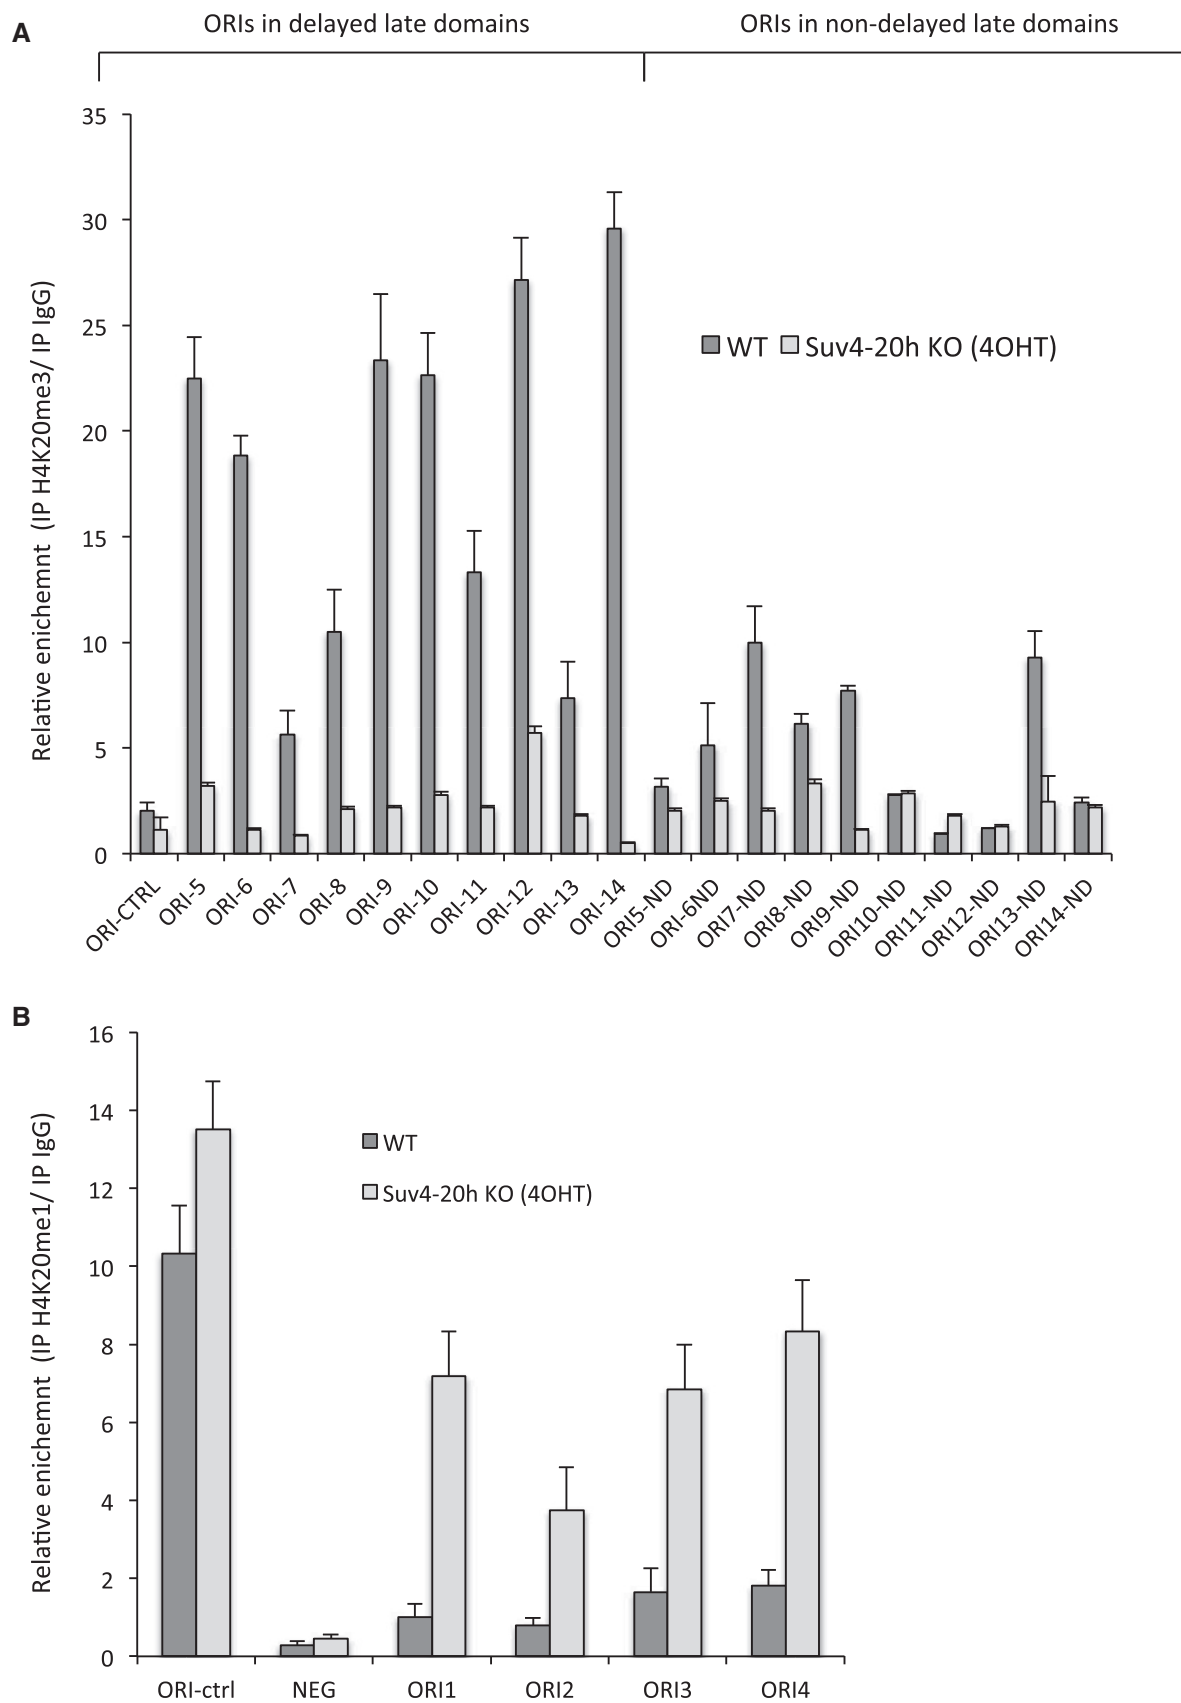 A
ORIs in delayed late domains
ORIs in non-delayed late domains
35
30
25
20
15
10
5
0
Relative enichemnt (IP H4K20me3/ IP IgG)
WT
Suv4-20h KO (4OHT)
ORI-CTRL
ORI-5
ORI-6
ORI-7
ORI-8
ORI-9
ORI-10
ORI-11
ORI-12
ORI-13
ORI-14
ORI5-ND
ORI-6ND
ORI7-ND
ORI8-ND
ORI9-ND
ORI10-ND
ORI11-ND
ORI12-ND
ORI13-ND
ORI14-ND
B
16
14
12
10
8
6
4
2
0
Relative enichemnt (IP H4K20me1/ IP IgG)
WT
Suv4-20h KO (4OHT)
ORI-ctrl
NEG
ORI1
ORI2
ORI3
ORI4